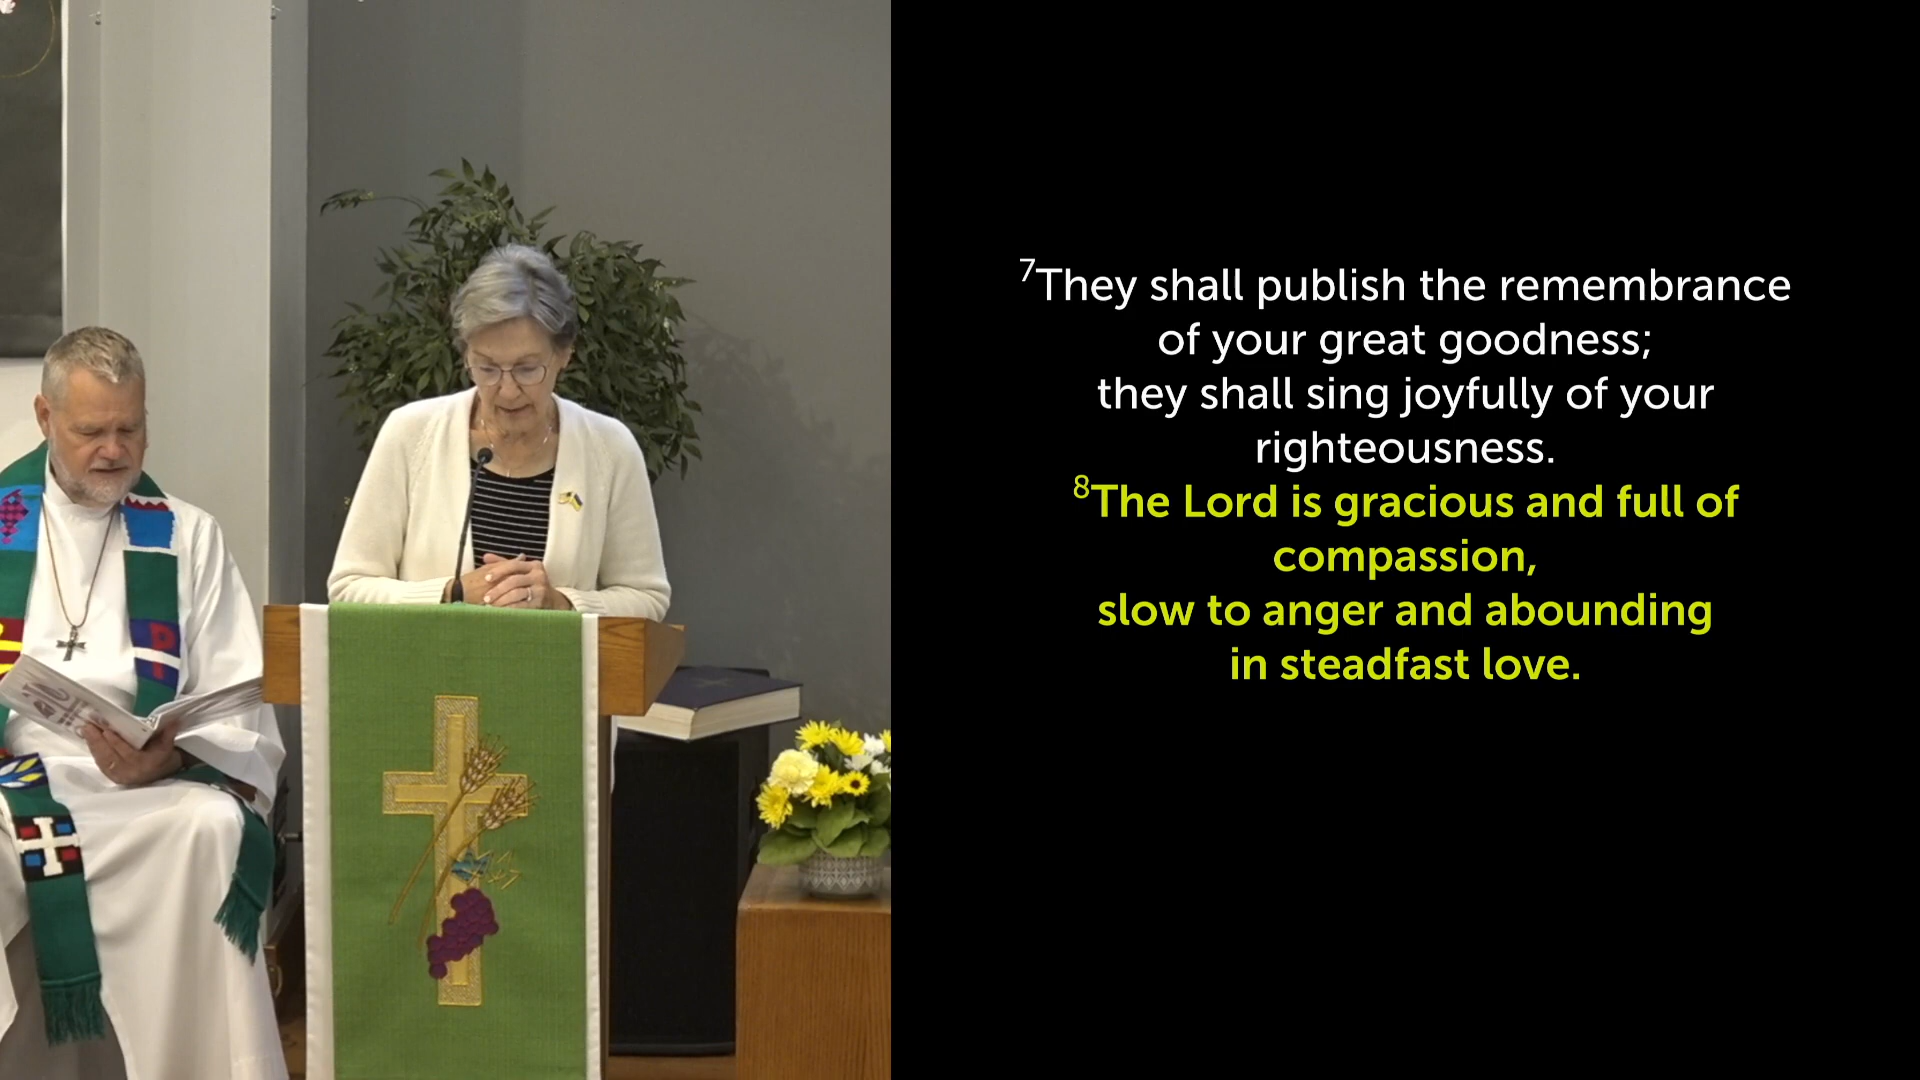 ⁷They shall publish the remembrance
of your great goodness;
they shall sing joyfully of your
righteousness.
⁸The Lord is gracious and full of
compassion,
slow to anger and abounding
in steadfast love.